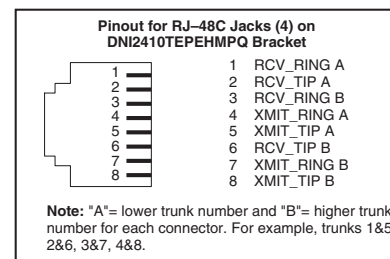 Pinout for RJ–48C Jacks (4) on
DNI2410TEPEHMPQ Bracket
1 1 RCV_RING A
2 2 RCV_TIP A
3 3 RCV_RING B
4 4 XMIT_RING A
5 5 XMIT_TIP A
6 6 RCV_TIP B
7 7 XMIT_RING B
8 8 XMIT_TIP B
Note: "A"= lower trunk number and "B"= higher trunk
number for each connector. For example, trunks 1&5
2&6, 3&7, 4&8.